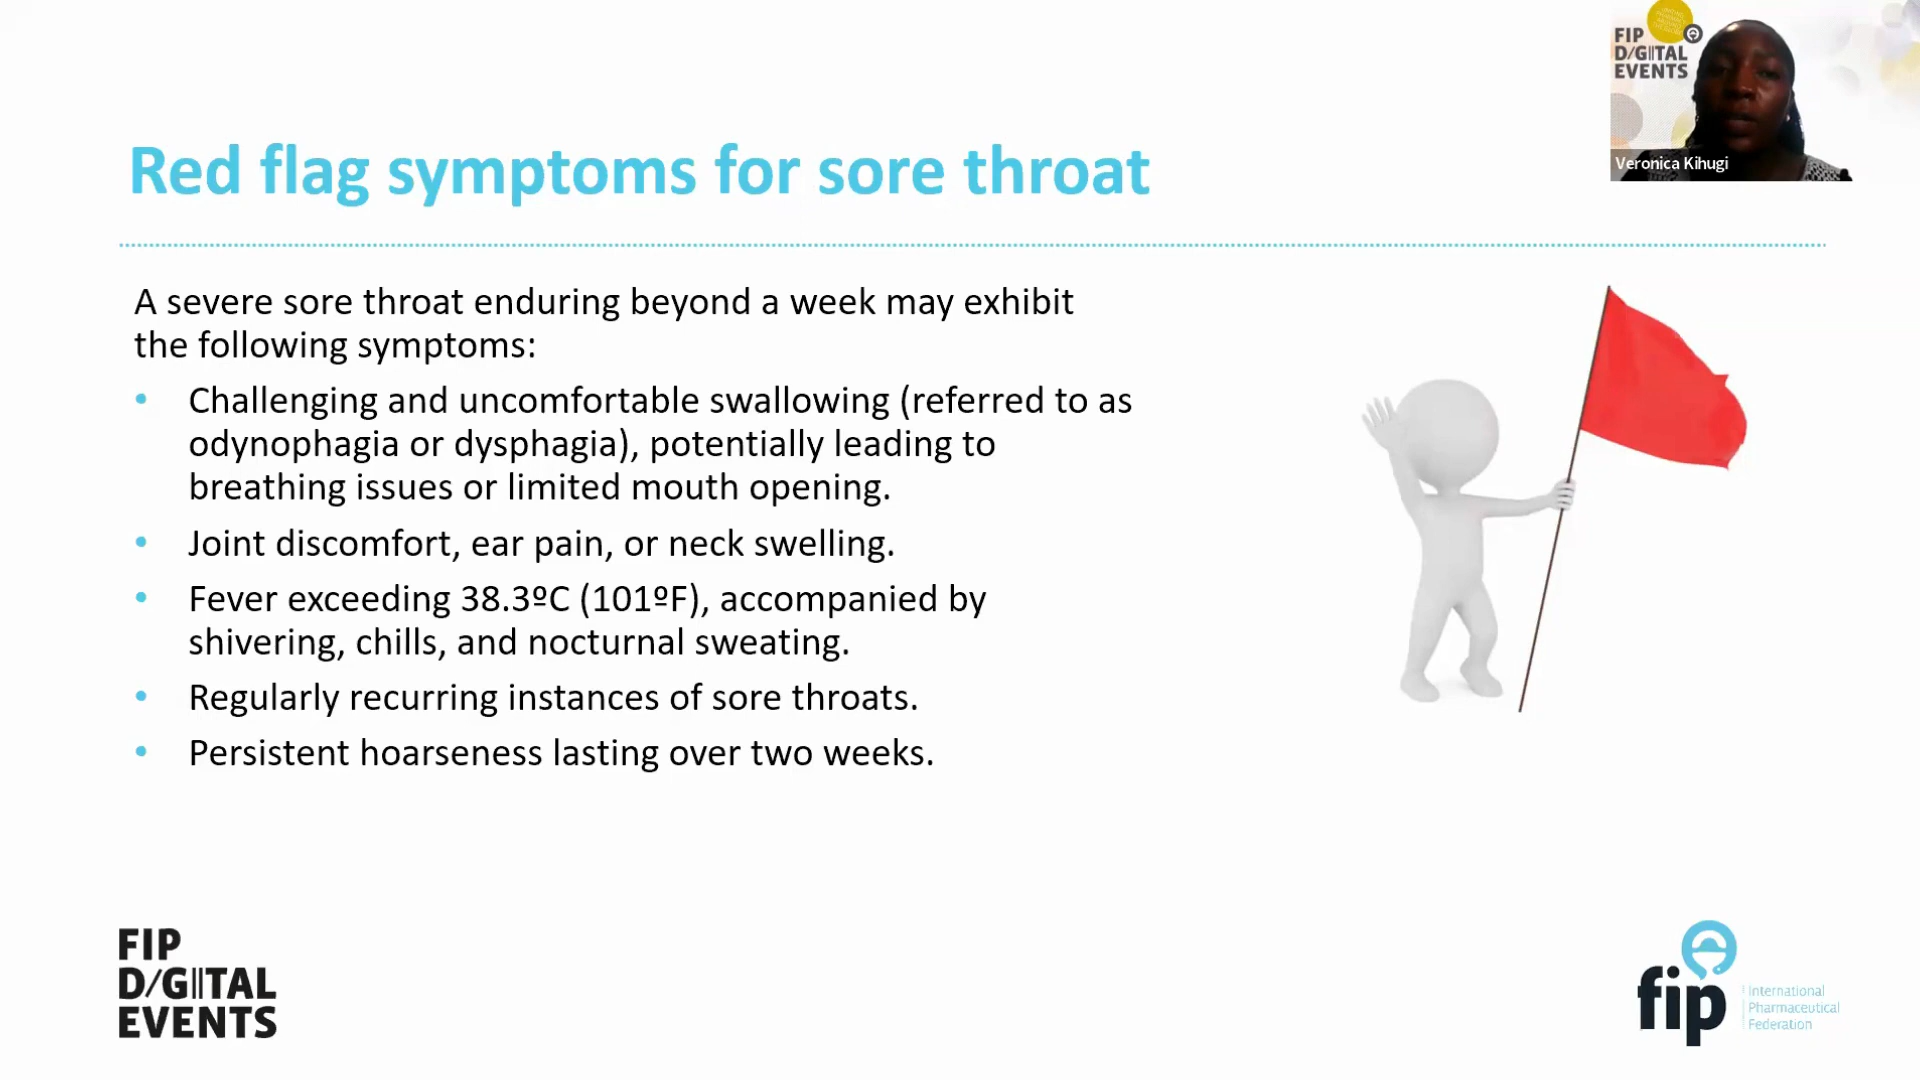 FIP
D/GIITAL
EVENTS
Veronica Kihugi
Red flag symptoms for sore throat
A severe sore throat enduring beyond a week may exhibit
the following symptoms:
• Challenging and uncomfortable swallowing (referred to as
odynophagia or dysphagia), potentially leading to
breathing issues or limited mouth opening.
• Joint discomfort, ear pain, or neck swelling.
• Fever exceeding 38.3ºC (101ºF), accompanied by
shivering, chills, and nocturnal sweating.
• Regularly recurring instances of sore throats.
• Persistent hoarseness lasting over two weeks.
FIP
D/GIITAL
EVENTS
fip
International
Pharmaceutical
Federation